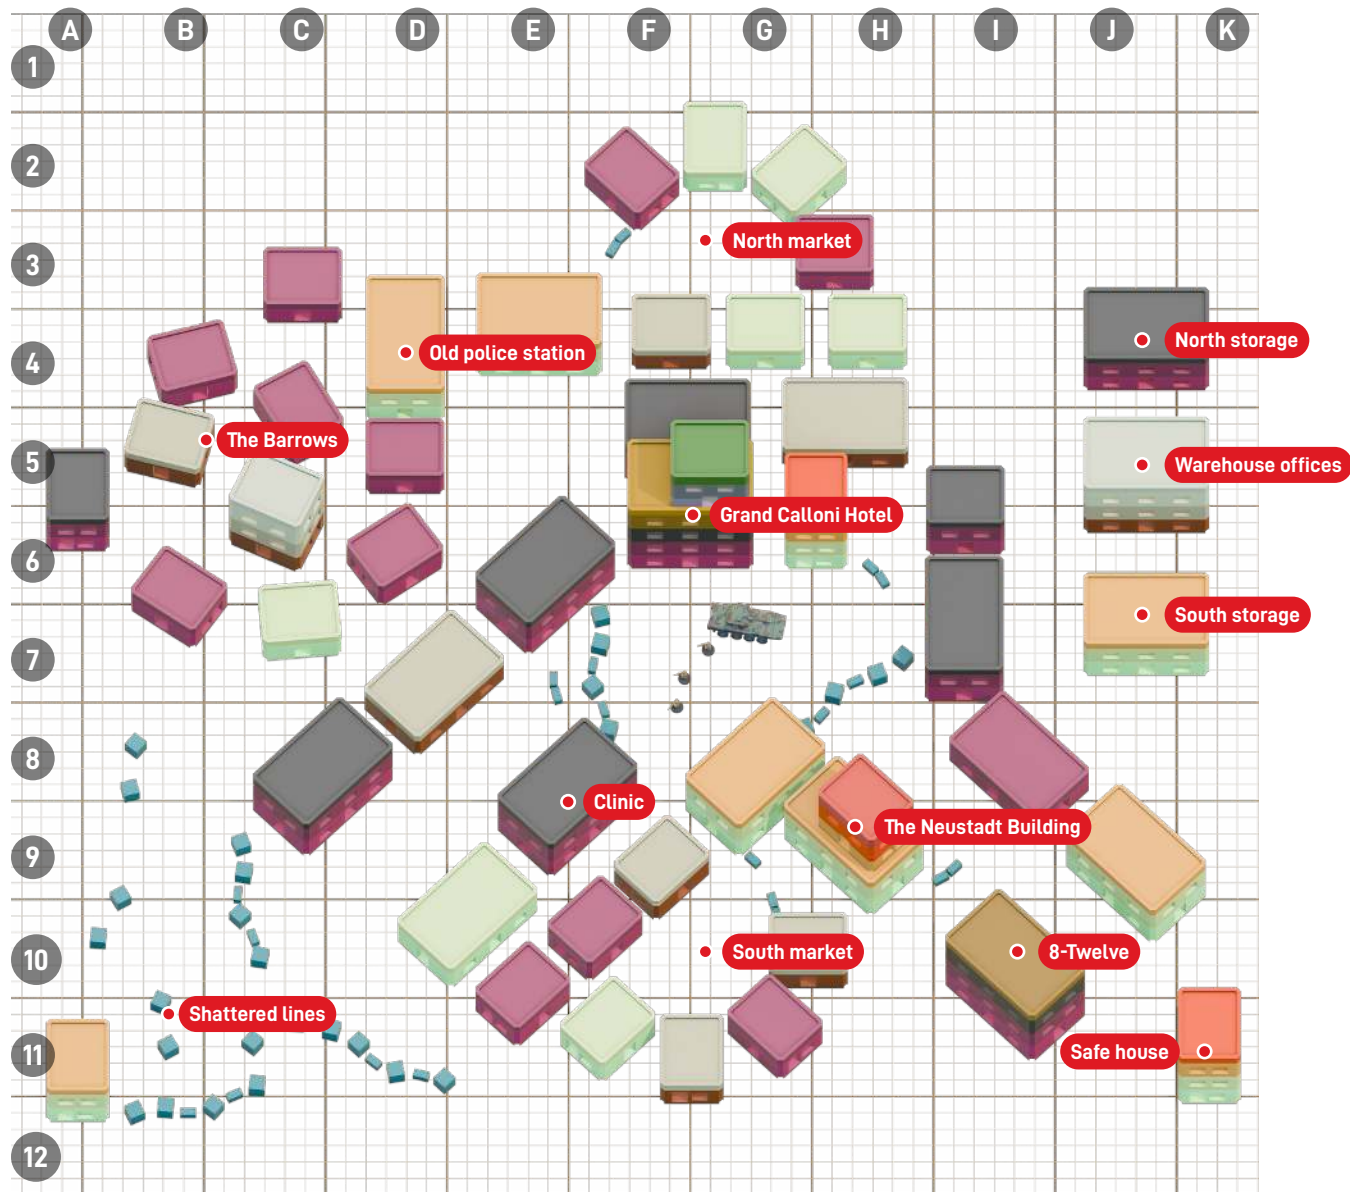 A B C D E F G H I J K
1
2
North market
3
North storage
Old police station
4
The Barrows
5
Warehouse offices
Grand Calloni Hotel
6
South storage
7
8
Clinic
The Neustadt Building
9
South market
8-Twelve
10
Shattered lines
Safe house
11
12